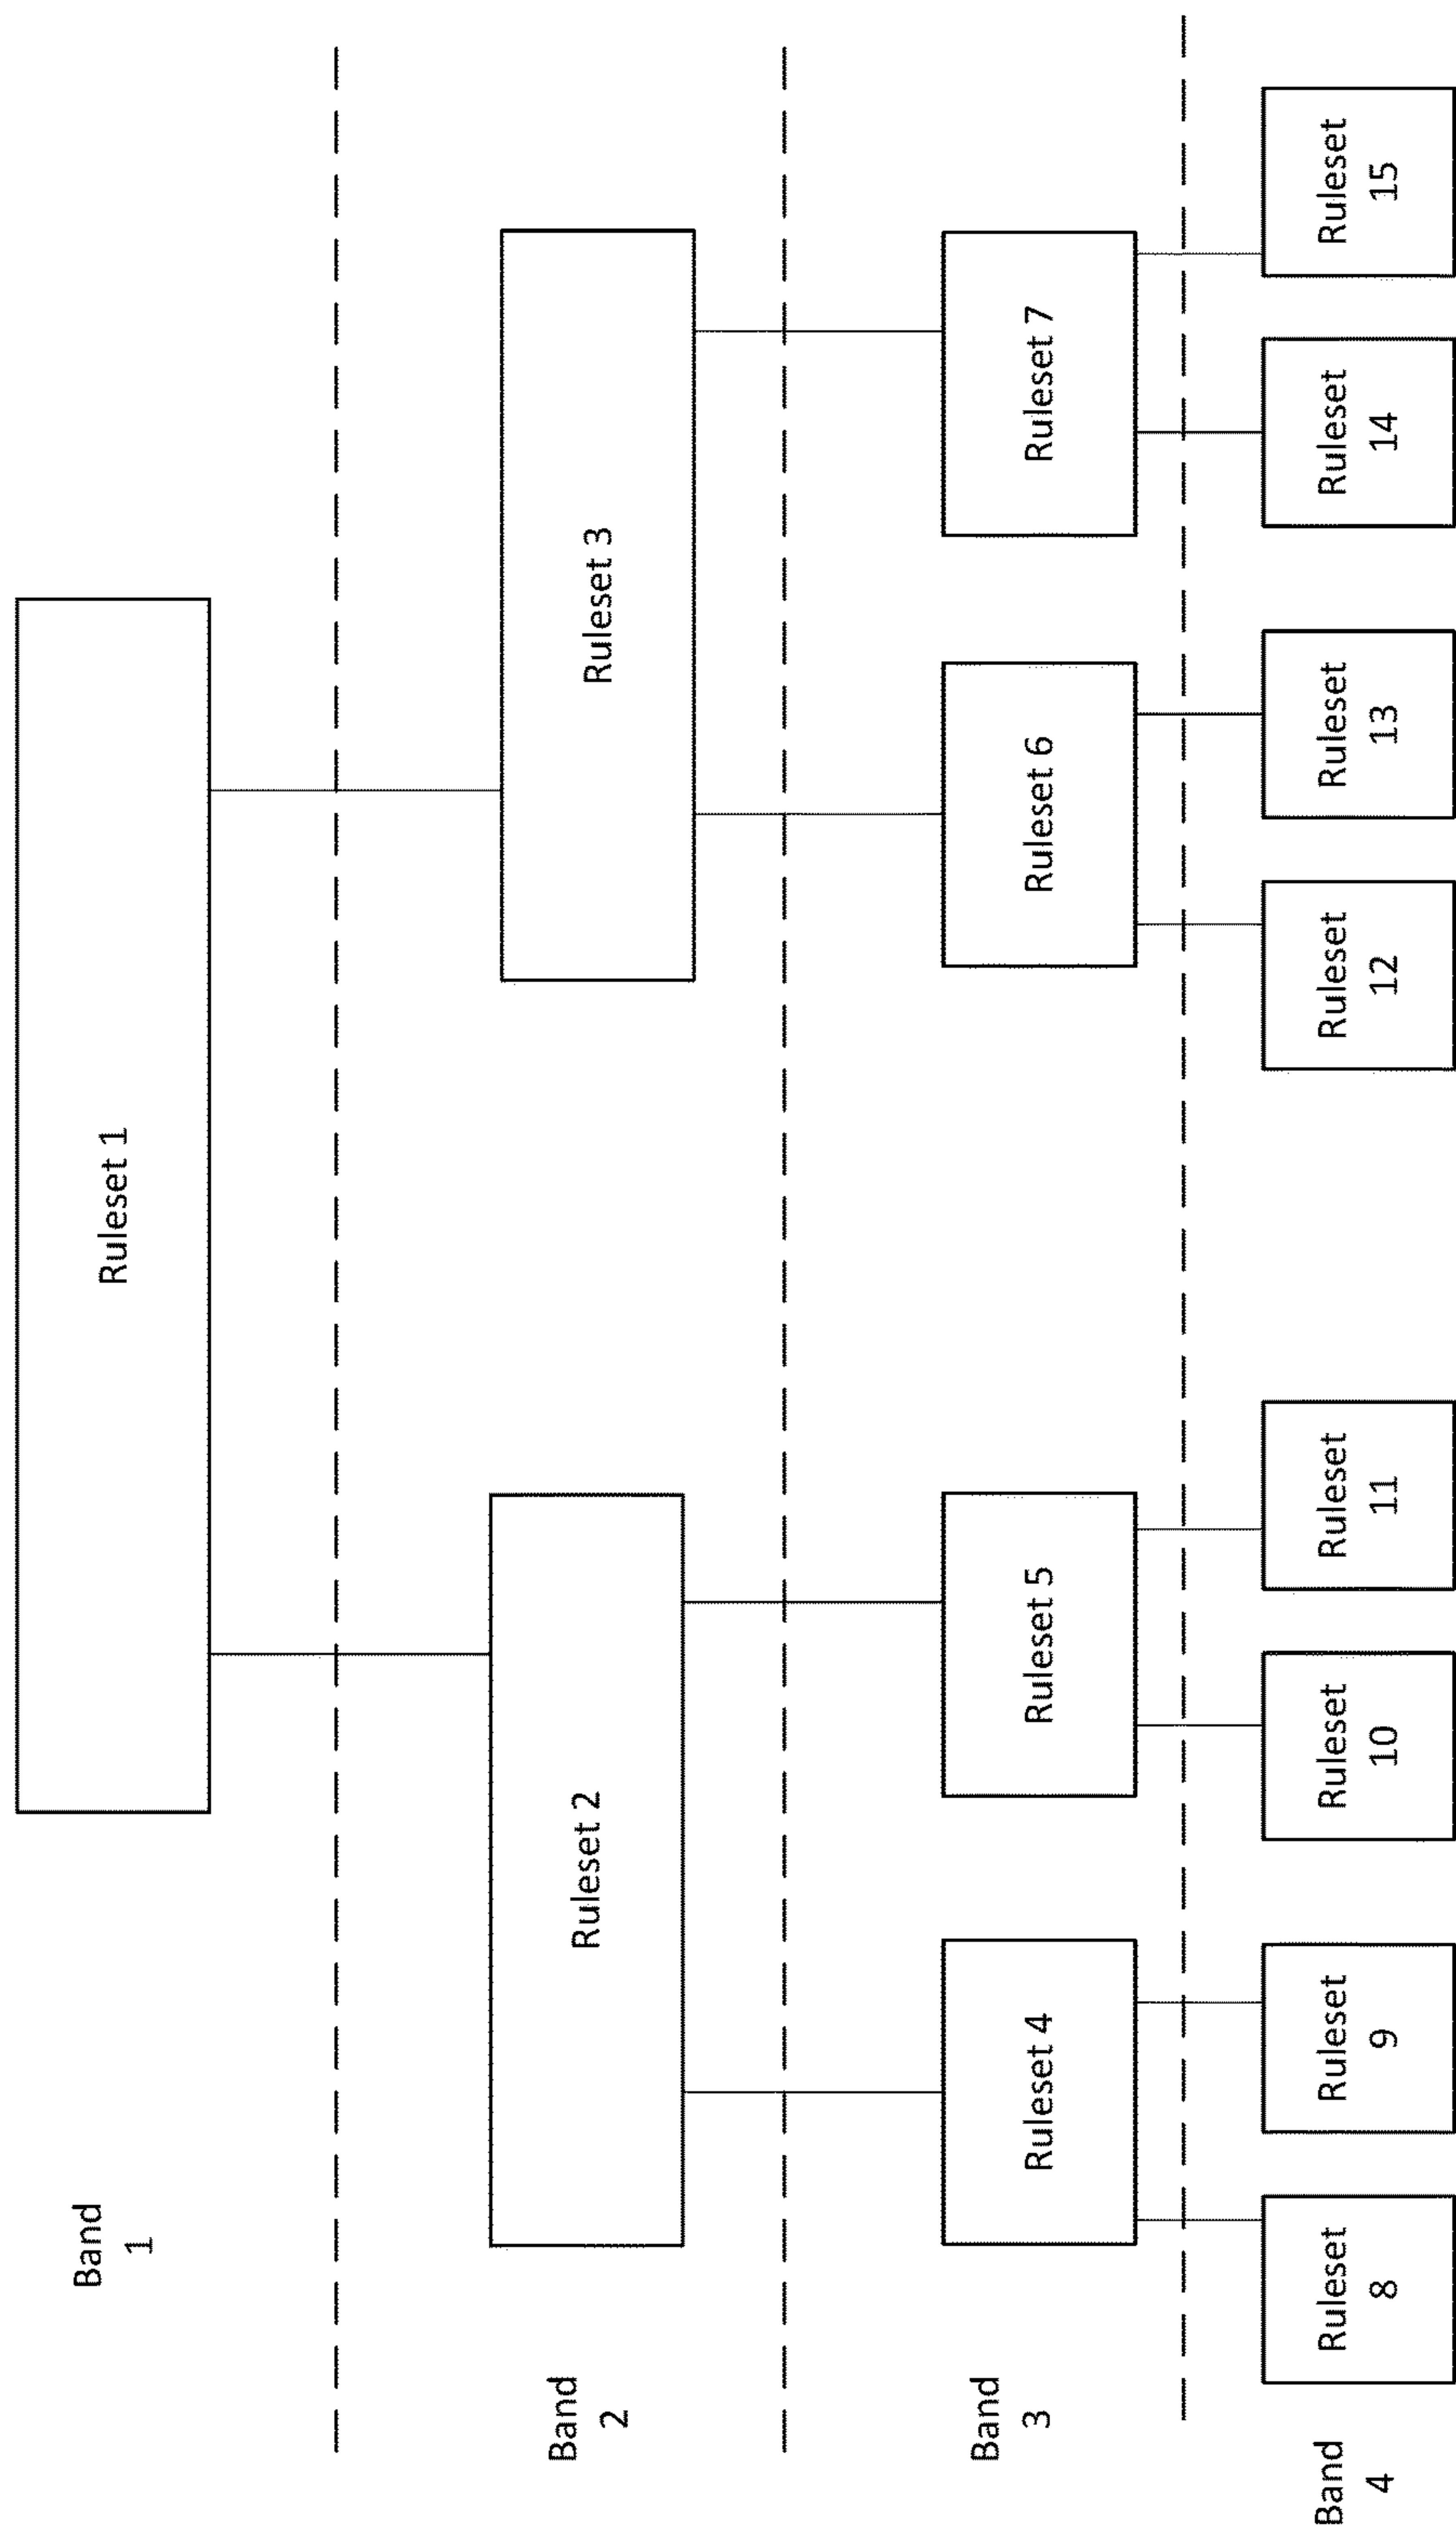 Band
1
Ruleset 1
Band
2
Ruleset 2
Ruleset 3
Band
3
Ruleset 4
Ruleset 5
Ruleset 6
Ruleset 7
Band
4
Ruleset
8
Ruleset
9
Ruleset
10
Ruleset
11
Ruleset
12
Ruleset
13
Ruleset
14
Ruleset
15